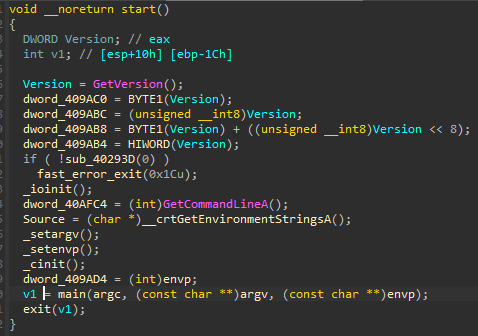 void __noreturn start()
{
DWORD Version; // eax
int v1; // [esp+10h] [ebp-1Ch]
Version = GetVersion();
dword_409AC0 = BYTE1(Version);
dword_409ABC = (unsigned __int8)Version;
dword_409AB8 = BYTE1(Version) + ((unsigned __int8)Version << 8);
dword_409AB4 = HIWORD(Version);
if ( !sub_40293D(0) )
fast_error_exit(0x1Cu);
_ioinit();
dword_40AFC4 = (int)GetCommandLineA();
Source = (char *)__crtGetEnvironmentStringsA();
_setargv();
_setenvp();
_cinit();
dword_409AD4 = (int)envp;
v1 = main(argc, (const char **)argv, (const char **)envp);
exit(v1);
}